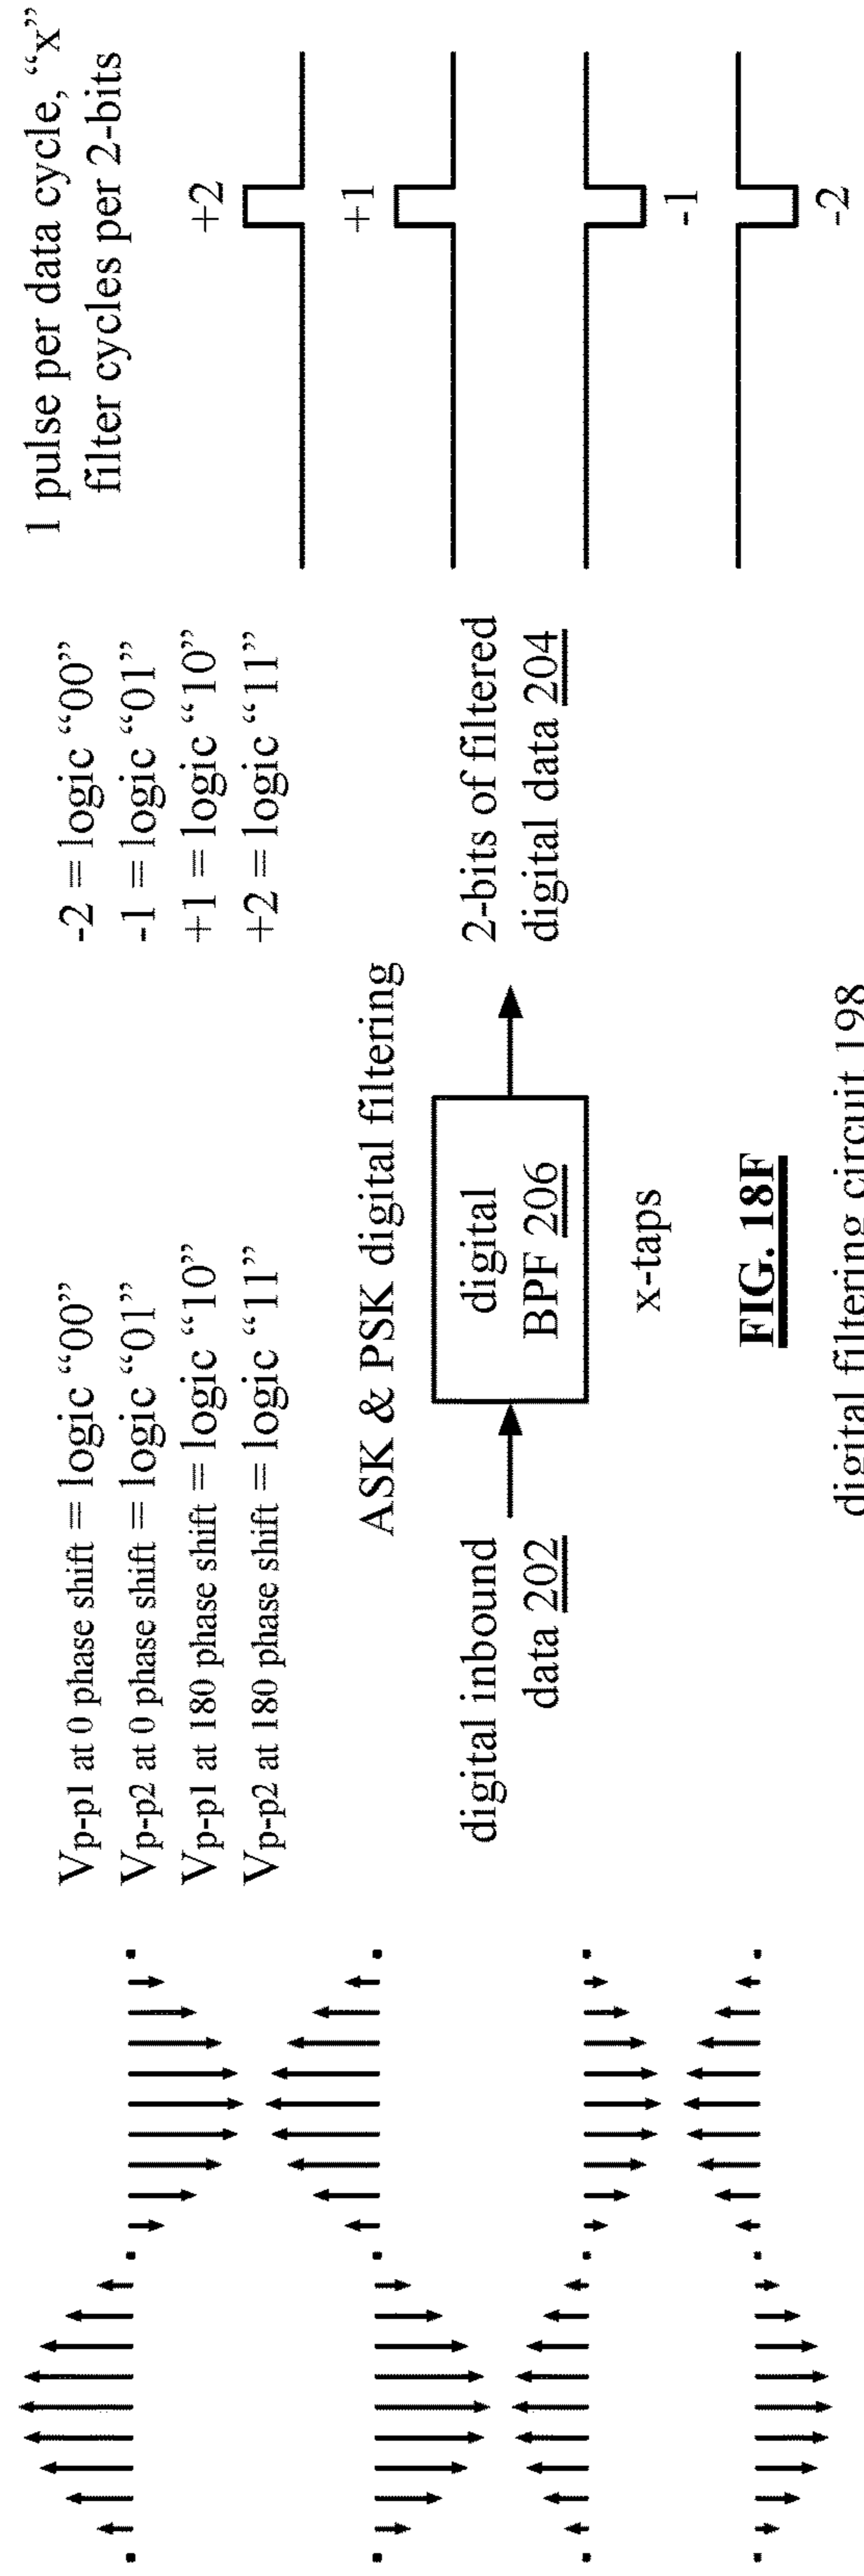 Vp-p1 at 0 phase shift = logic “00”
Vp-p2 at 0 phase shift = logic “01”
Vp-p1 at 180 phase shift = logic “10”
Vp-p2 at 180 phase shift = logic “11”
-2 = logic “00”
-1 = logic “01”
+1 = logic “10”
+2 = logic “11”
1 pulse per data cycle, “x”
filter cycles per 2-bits
ASK & PSK digital filtering
digital inbound
data 202
digital
BPF 206
x-taps
2-bits of filtered
digital data 204
+2
+1
-1
-2
FIG. 18F
digital filtering circuit 198